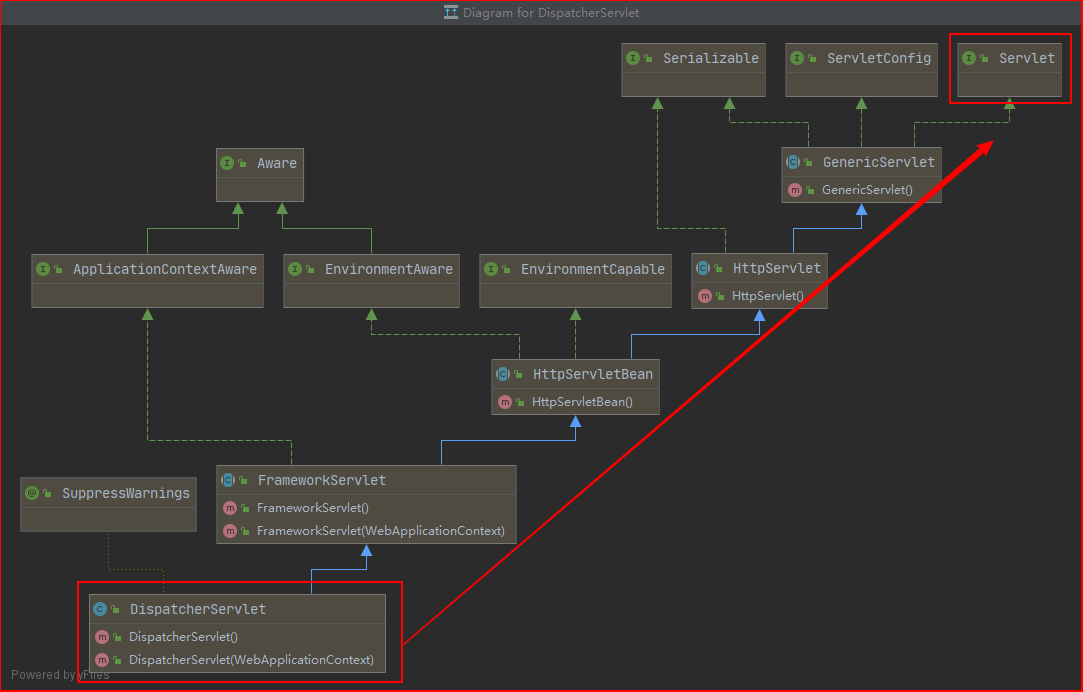 Diagram for DispatcherServlet
Serializable
ServletConfig
Servlet
Aware
GenericServlet
GenericServlet()
ApplicationContextAware
EnvironmentAware
EnvironmentCapable
HttpServlet
HttpServlet()
HttpServletBean
HttpServletBean()
FrameworkServlet
FrameworkServlet()
FrameworkServlet(WebApplicationContext)
SuppressWarnings
DispatcherServlet
DispatcherServlet()
DispatcherServlet(WebApplicationContext)
Powered by yFiles